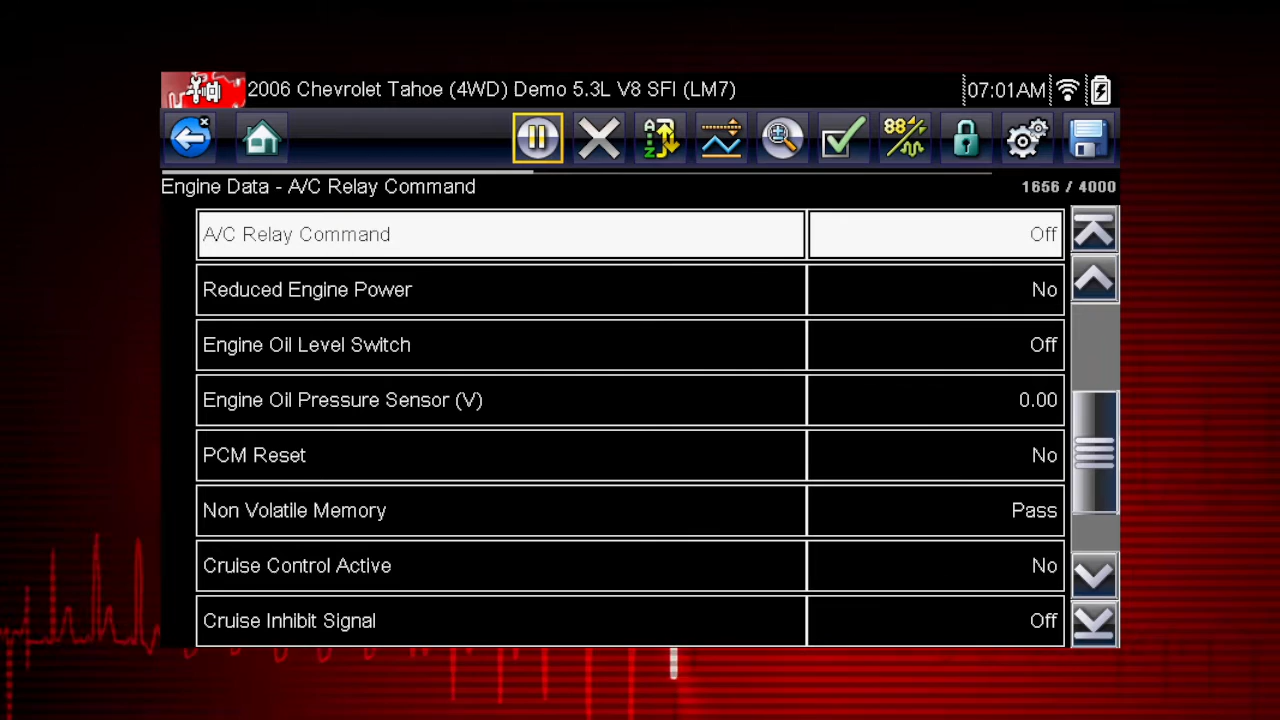 2006 Chevrolet Tahoe (4WD) Demo 5.3L V8 SFI (LM7) 07:01AM
Engine Data - A/C Relay Command 1656 / 4000
A/C Relay Command Off
Reduced Engine Power No
Engine Oil Level Switch Off
Engine Oil Pressure Sensor (V) 0.00
PCM Reset No
Non Volatile Memory Pass
Cruise Control Active No
Cruise Inhibit Signal Off